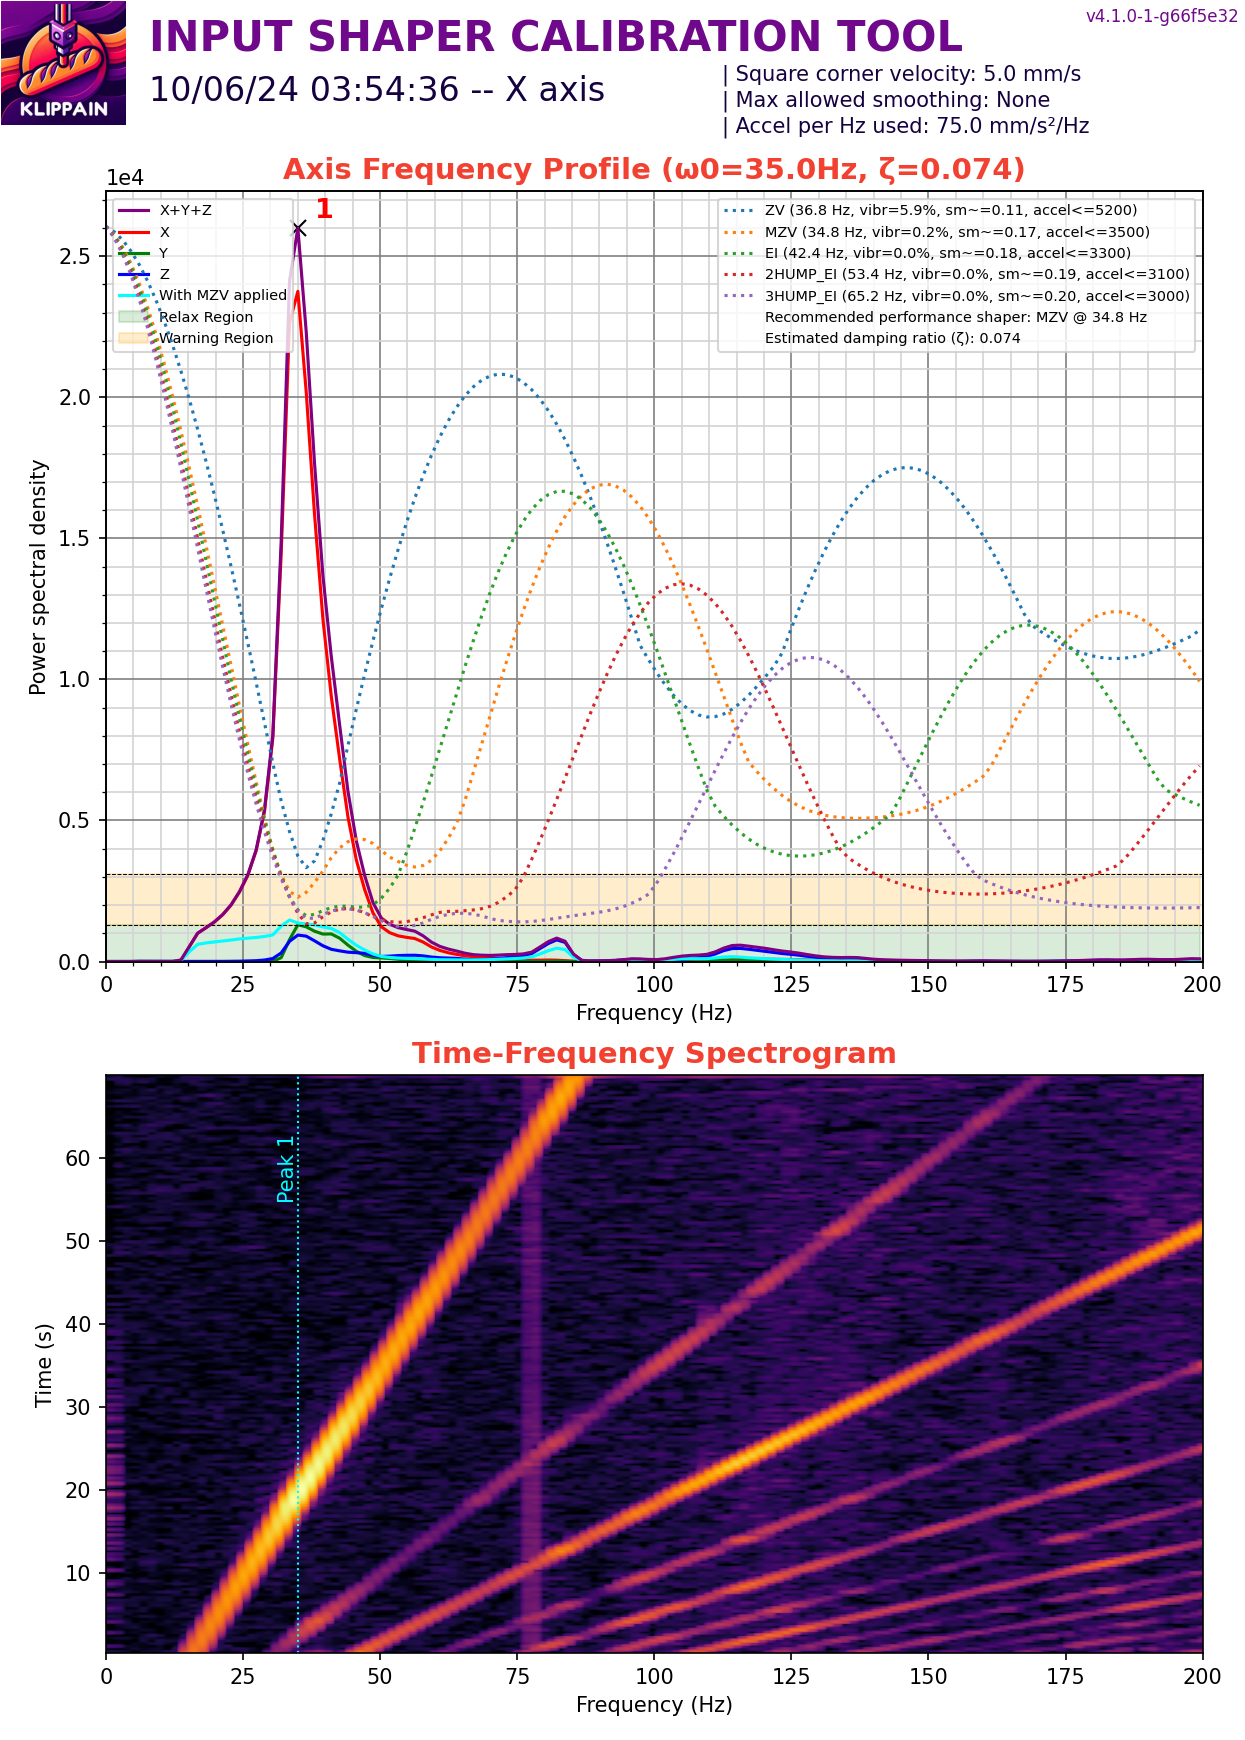 v4.1.0-1-g66f5e32
INPUT SHAPER CALIBRATION TOOL
10/06/24 03:54:36 -- X axis
| Square corner velocity: 5.0 mm/s
| Max allowed smoothing: None
| Accel per Hz used: 75.0 mm/s²/Hz
KLIPPAIN
Axis Frequency Profile (ω0=35.0Hz, ζ=0.074)
1e4
1
X+Y+Z
X
Y
Z
With MZV applied
Relax Region
Warning Region
ZV (36.8 Hz, vibr=5.9%, sm~=0.11, accel<=5200)
MZV (34.8 Hz, vibr=0.2%, sm~=0.17, accel<=3500)
EI (42.4 Hz, vibr=0.0%, sm~=0.18, accel<=3300)
2HUMP_EI (53.4 Hz, vibr=0.0%, sm~=0.19, accel<=3100)
3HUMP_EI (65.2 Hz, vibr=0.0%, sm~=0.20, accel<=3000)
Recommended performance shaper: MZV @ 34.8 Hz
Estimated damping ratio (ζ): 0.074
Power spectral density
2.5
2.0
1.5
1.0
0.5
0.0
0 25 50 75 100 125 150 175 200
Frequency (Hz)
Time-Frequency Spectrogram
Peak 1
Time (s)
60
50
40
30
20
10
0 25 50 75 100 125 150 175 200
Frequency (Hz)